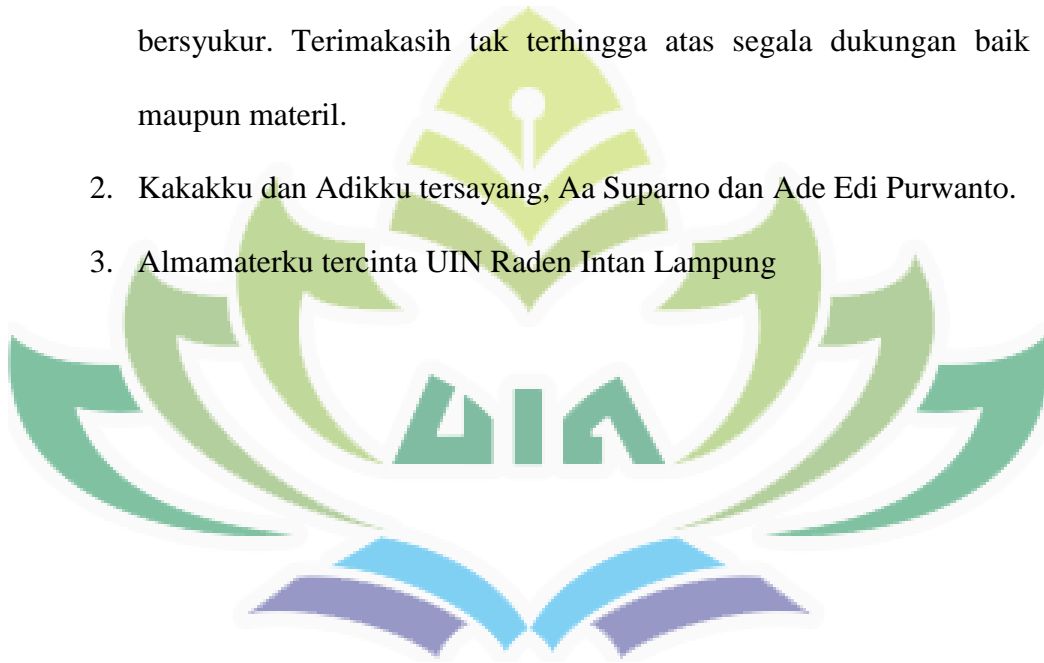 bersyukur. Terimakasih tak terhingga atas segala dukungan baik
maupun materil.
2. Kakakku dan Adikku tersayang, Aa Suparno dan Ade Edi Purwanto.
3. Almamaterku tercinta UIN Raden Intan Lampung
UIN